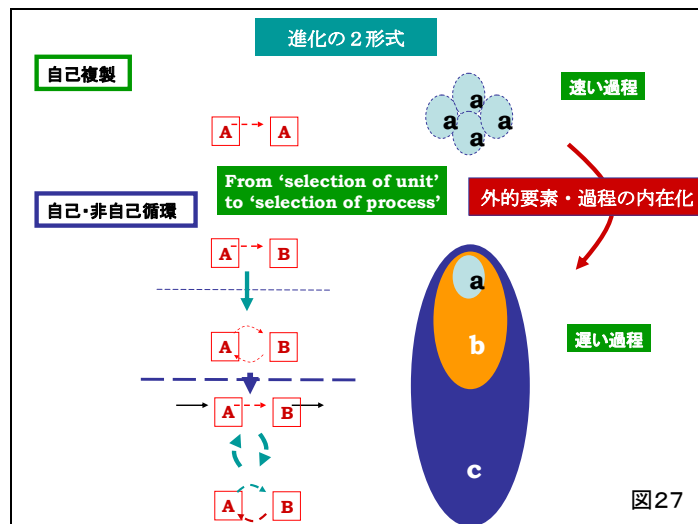 進化の２形式
自己複製
速い過程
a
a a
a
A A
From 'selection of unit'
to 'selection of process'
外的要素・過程の内在化
自己・非自己循環
A B
a
A B
b
遅い過程
A B
c
A B
図27